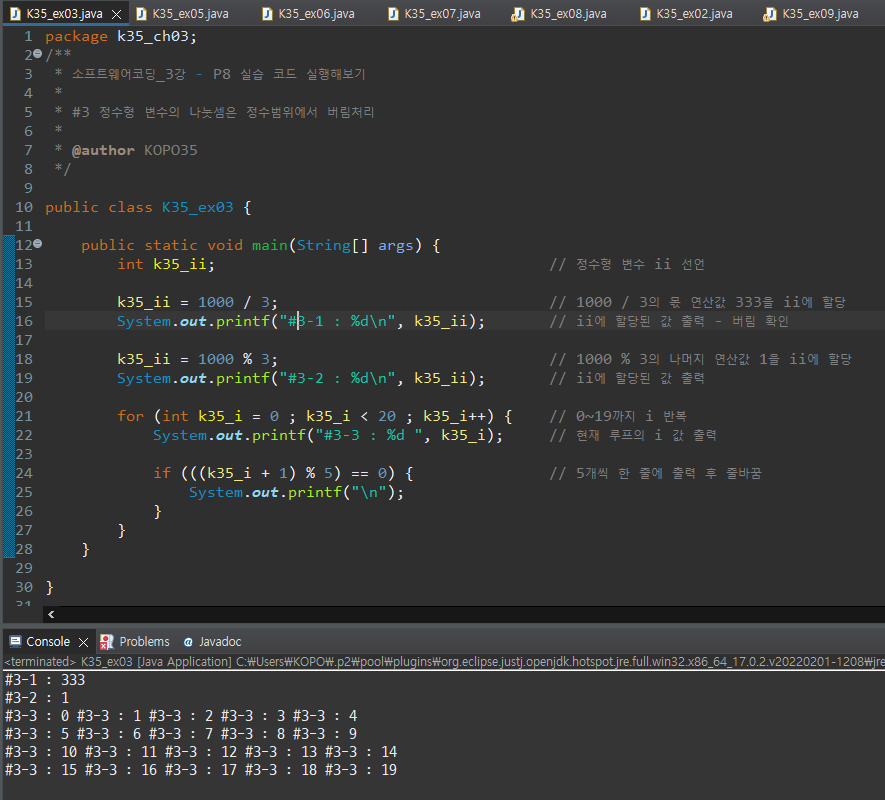 K35_ex03.java K35_ex05.java K35_ex06.java K35_ex07.java K35_ex08.java K35_ex02.java K35_ex09.java
1 package k35_ch03;
2 /**
3  * 소프트웨어코딩_3강 - P8 실습 코드 실행해보기
4  *
5  * #3 정수형 변수의 나눗셈은 정수범위에서 버림처리
6  *
7  * @author KOPO35
8  */
9
10 public class K35_ex03 {
11
12     public static void main(String[] args) {
13         int k35_ii; // 정수형 변수 ii 선언
14
15         k35_ii = 1000 / 3; // 1000 / 3의 몫 연산값 333을 ii에 할당
16         System.out.printf("#3-1 : %d\n", k35_ii); // ii에 할당된 값 출력 - 버림 확인
17
18         k35_ii = 1000 % 3; // 1000 % 3의 나머지 연산값 1을 ii에 할당
19         System.out.printf("#3-2 : %d\n", k35_ii); // ii에 할당된 값 출력
20
21         for (int k35_i = 0 ; k35_i < 20 ; k35_i++) { // 0~19까지 i 반복
22             System.out.printf("#3-3 : %d ", k35_i); // 현재 루프의 i 값 출력
23
24             if (((k35_i + 1) % 5) == 0) { // 5개씩 한 줄에 출력 후 줄바꿈
25                 System.out.printf("\n");
26             }
27         }
28     }
29
30 }
31
Console Problems Javadoc
<terminated> K35_ex03 [Java Application] C:₩Users₩KOPO₩.p2₩pool₩plugins₩org.eclipse.justj.openjdk.hotspot.jre.full.win32.x86_64_17.0.2.v20220201-1208₩jre
#3-1 : 333
#3-2 : 1
#3-3 : 0 #3-3 : 1 #3-3 : 2 #3-3 : 3 #3-3 : 4
#3-3 : 5 #3-3 : 6 #3-3 : 7 #3-3 : 8 #3-3 : 9
#3-3 : 10 #3-3 : 11 #3-3 : 12 #3-3 : 13 #3-3 : 14
#3-3 : 15 #3-3 : 16 #3-3 : 17 #3-3 : 18 #3-3 : 19